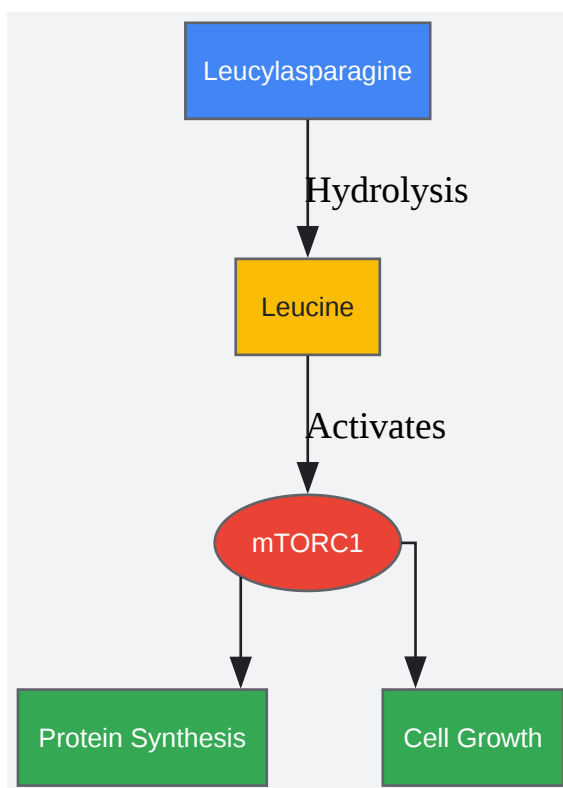 Leucylasparagine
Hydrolysis
Leucine
Activates
mTORC1
Protein Synthesis
Cell Growth